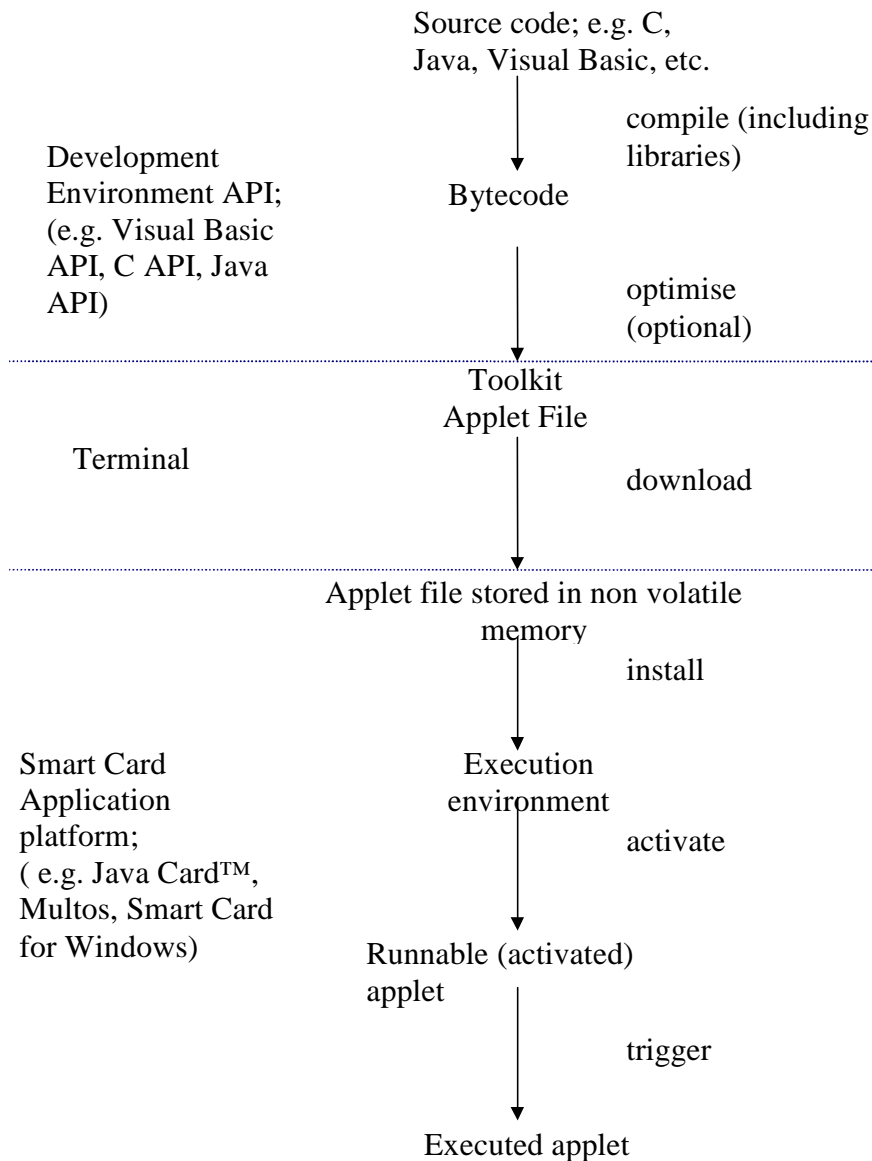 Source code; e.g. C,
Java, Visual Basic, etc.
compile (including
libraries)
Development
Environment API;
(e.g. Visual Basic
API, C API, Java
API)
Bytecode
optimise
(optional)
Toolkit
Applet File
Terminal
download
Applet file stored in non volatile
memory
install
Smart Card
Application
platform;
( e.g. Java Card™,
Multos, Smart Card
for Windows)
Execution
environment
activate
Runnable (activated)
applet
trigger
Executed applet